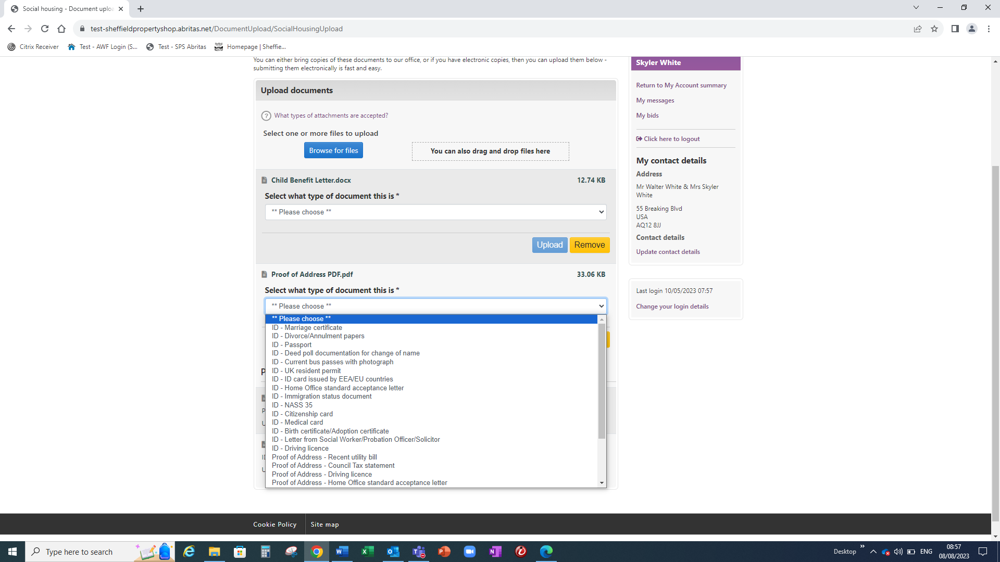 Social housing - Document uploa
test-sheffieldpropertyshop.abritas.net/DocumentUpload/SocialHousingUpload
Citrix Receiver
Test - AWF Login (S...
Test - SPS Abritas
Homepage | Sheffie...
You can either bring copies of these documents to our office, or if you have electronic copies, then you can upload them below -
submitting them electronically is fast and easy.
Upload documents
? What types of attachments are accepted?
Select one or more files to upload
Browse for files
You can also drag and drop files here
Child Benefit Letter.docx 12.74 KB
Select what type of document this is *
** Please choose **
Upload Remove
Proof of Address PDF.pdf 33.06 KB
Select what type of document this is *
** Please choose **
** Please choose **
ID - Marriage certificate
ID - Divorce/Annulment papers
ID - Passport
ID - Deed poll documentation for change of name
ID - Current bus passes with photograph
ID - UK resident permit
ID - ID card issued by EEA/EU countries
ID - Home Office standard acceptance letter
ID - Immigration status document
ID - NASS 35
ID - Citizenship card
ID - Medical card
ID - Birth certificate/Adoption certificate
ID - Letter from Social Worker/Probation Officer/Solicitor
ID - Driving licence
Proof of Address - Recent utility bill
Proof of Address - Council Tax statement
Proof of Address - Driving licence
Proof of Address - Home Office standard acceptance letter
Skyler White
Return to My Account summary
My messages
My bids
Click here to logout
My contact details
Address
Mr Walter White & Mrs Skyler
White
55 Breaking Blvd
USA
AQ12 8JJ
Contact details
Update contact details
Last login 10/05/2023 07:57
Change your login details
Cookie Policy
Site map
Type here to search
Desktop
ENG
08:57
08/08/2023